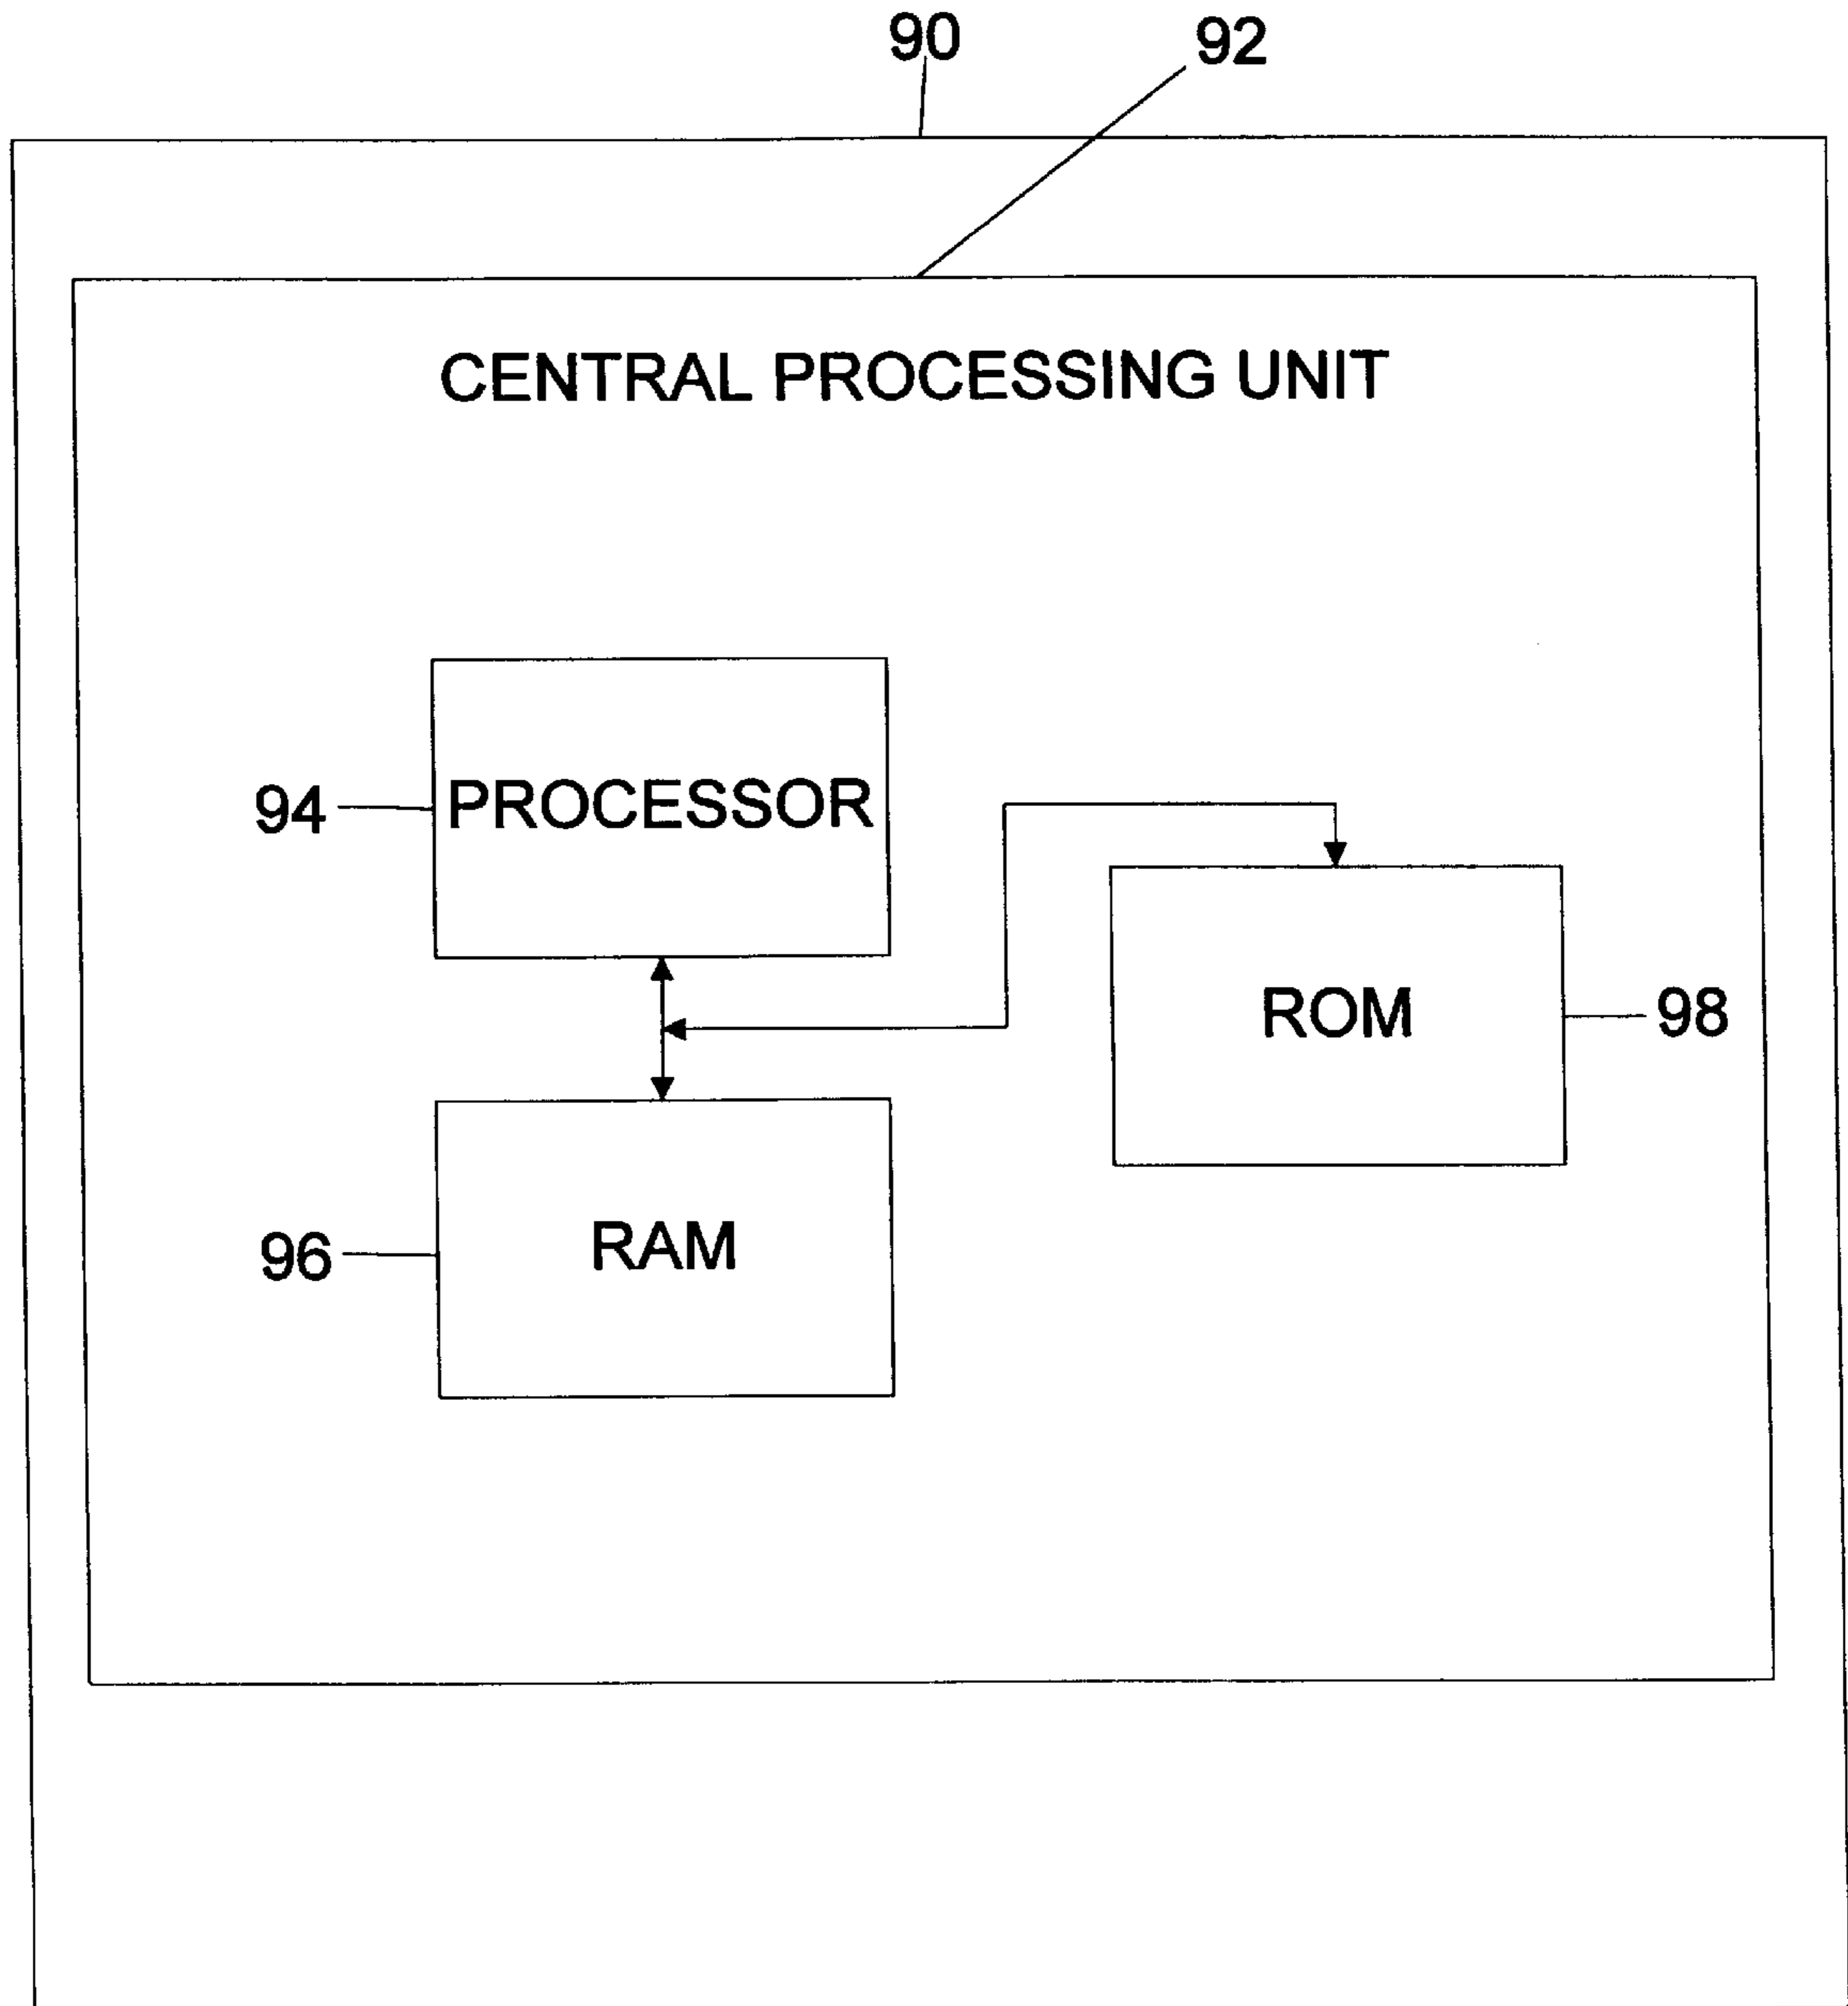 90
92
CENTRAL PROCESSING UNIT
94
PROCESSOR
ROM
98
96
RAM